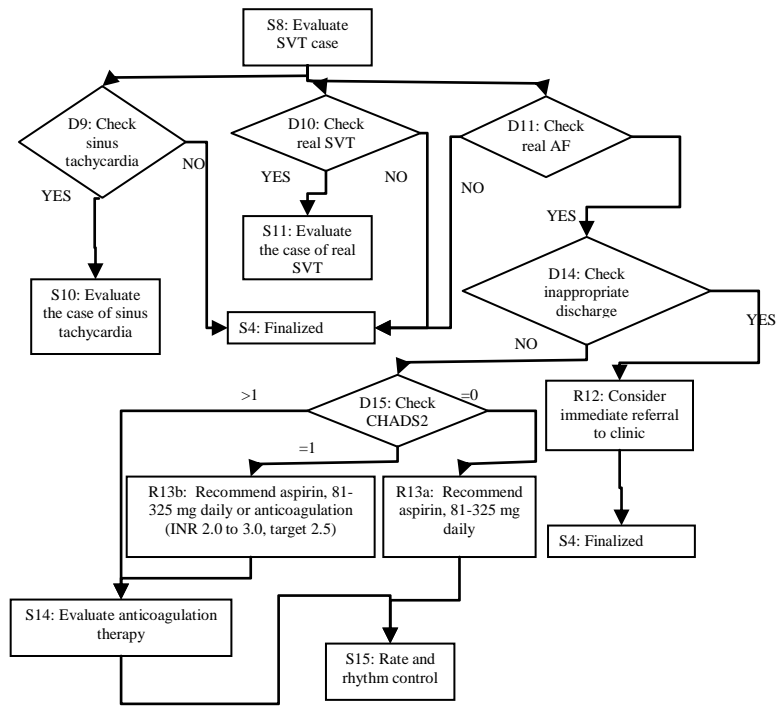 S8: Evaluate
SVT case
D9: Check
sinus
tachycardia
D10: Check
real SVT
D11: Check
real AF
NO
YES
YES
NO
NO
YES
S11: Evaluate
the case of real
SVT
D14: Check
inappropriate
discharge
S10: Evaluate
the case of sinus
tachycardia
S4: Finalized
YES
NO
>1
D15: Check
CHADS2
=0
=1
R12: Consider
immediate referral
to clinic
R13b: Recommend aspirin, 81-
325 mg daily or anticoagulation
(INR 2.0 to 3.0, target 2.5)
R13a: Recommend
aspirin, 81-325 mg
daily
S4: Finalized
S14: Evaluate anticoagulation
therapy
S15: Rate and
rhythm control